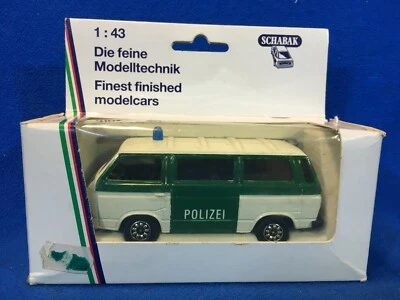 1:43
Die feine
Modelltechnik
Finest finished
modelcars
SCHABAK
POLIZEI